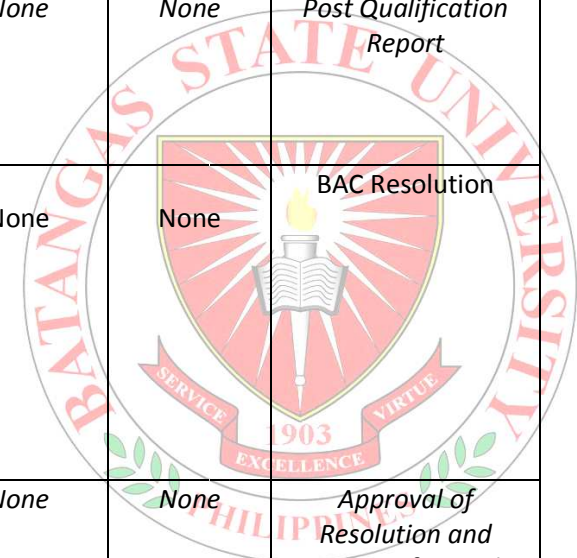 None None Post Qualification
Report
None None BAC Resolution
None None Approval of
Resolution and
BATANGAS STATE UNIVERSITY
SERVICE
VIRTUE
1903
EXCELLENCE
PHILIPPINES